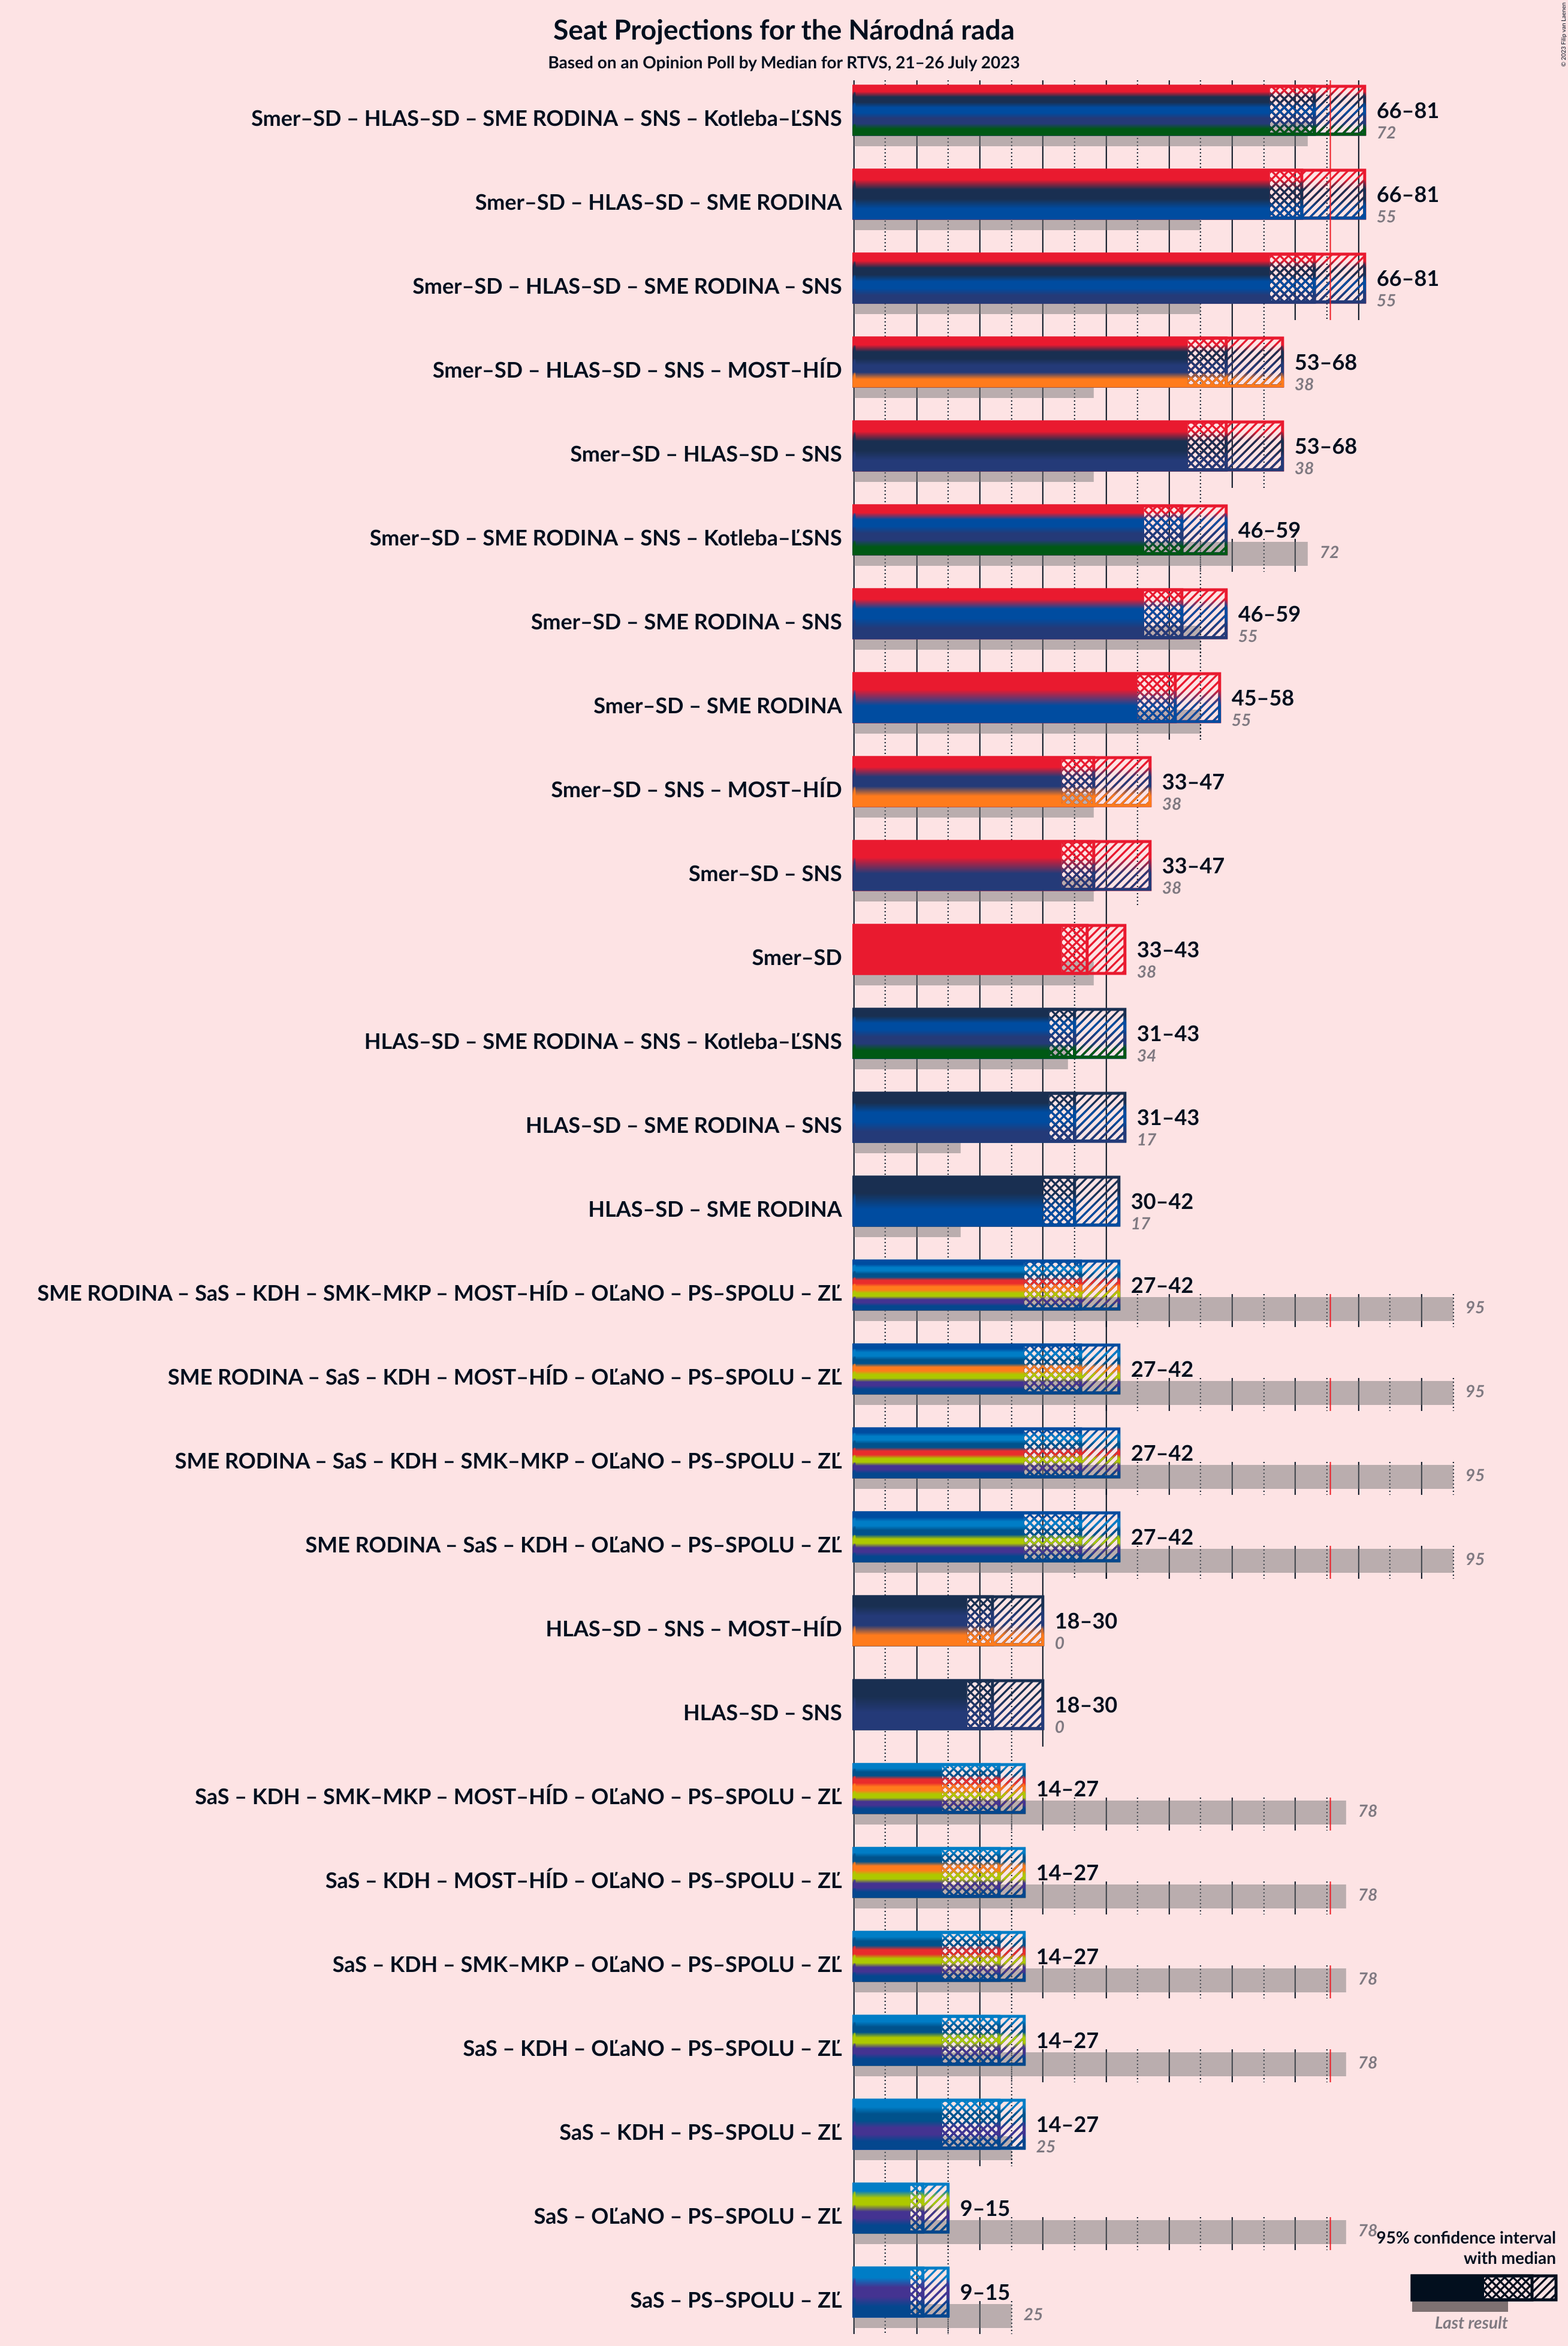 Seat Projections for the Národná rada
Based on an Opinion Poll by Median for RTVS, 21–26 July 2023
© 2023 Filip van Laenen
Smer–SD – HLAS–SD – SME RODINA – SNS – Kotleba–ĽSNS
66–81
72
Smer–SD – HLAS–SD – SME RODINA
66–81
55
Smer–SD – HLAS–SD – SME RODINA – SNS
66–81
55
Smer–SD – HLAS–SD – SNS – MOST–HÍD
53–68
38
Smer–SD – HLAS–SD – SNS
53–68
38
Smer–SD – SME RODINA – SNS – Kotleba–ĽSNS
46–59
72
Smer–SD – SME RODINA – SNS
46–59
55
Smer–SD – SME RODINA
45–58
55
Smer–SD – SNS – MOST–HÍD
33–47
38
Smer–SD – SNS
33–47
38
Smer–SD
33–43
38
HLAS–SD – SME RODINA – SNS – Kotleba–ĽSNS
31–43
34
HLAS–SD – SME RODINA – SNS
31–43
17
HLAS–SD – SME RODINA
30–42
17
SME RODINA – SaS – KDH – SMK–MKP – MOST–HÍD – OĽaNO – PS–SPOLU – ZĽ
27–42
95
SME RODINA – SaS – KDH – MOST–HÍD – OĽaNO – PS–SPOLU – ZĽ
27–42
95
SME RODINA – SaS – KDH – SMK–MKP – OĽaNO – PS–SPOLU – ZĽ
27–42
95
SME RODINA – SaS – KDH – OĽaNO – PS–SPOLU – ZĽ
27–42
95
HLAS–SD – SNS – MOST–HÍD
18–30
0
HLAS–SD – SNS
18–30
0
SaS – KDH – SMK–MKP – MOST–HÍD – OĽaNO – PS–SPOLU – ZĽ
14–27
78
SaS – KDH – MOST–HÍD – OĽaNO – PS–SPOLU – ZĽ
14–27
78
SaS – KDH – SMK–MKP – OĽaNO – PS–SPOLU – ZĽ
14–27
78
SaS – KDH – OĽaNO – PS–SPOLU – ZĽ
14–27
78
SaS – KDH – PS–SPOLU – ZĽ
14–27
25
SaS – OĽaNO – PS–SPOLU – ZĽ
9–15
78
SaS – PS–SPOLU – ZĽ
9–15
25
95% confidence interval
with median
Last result